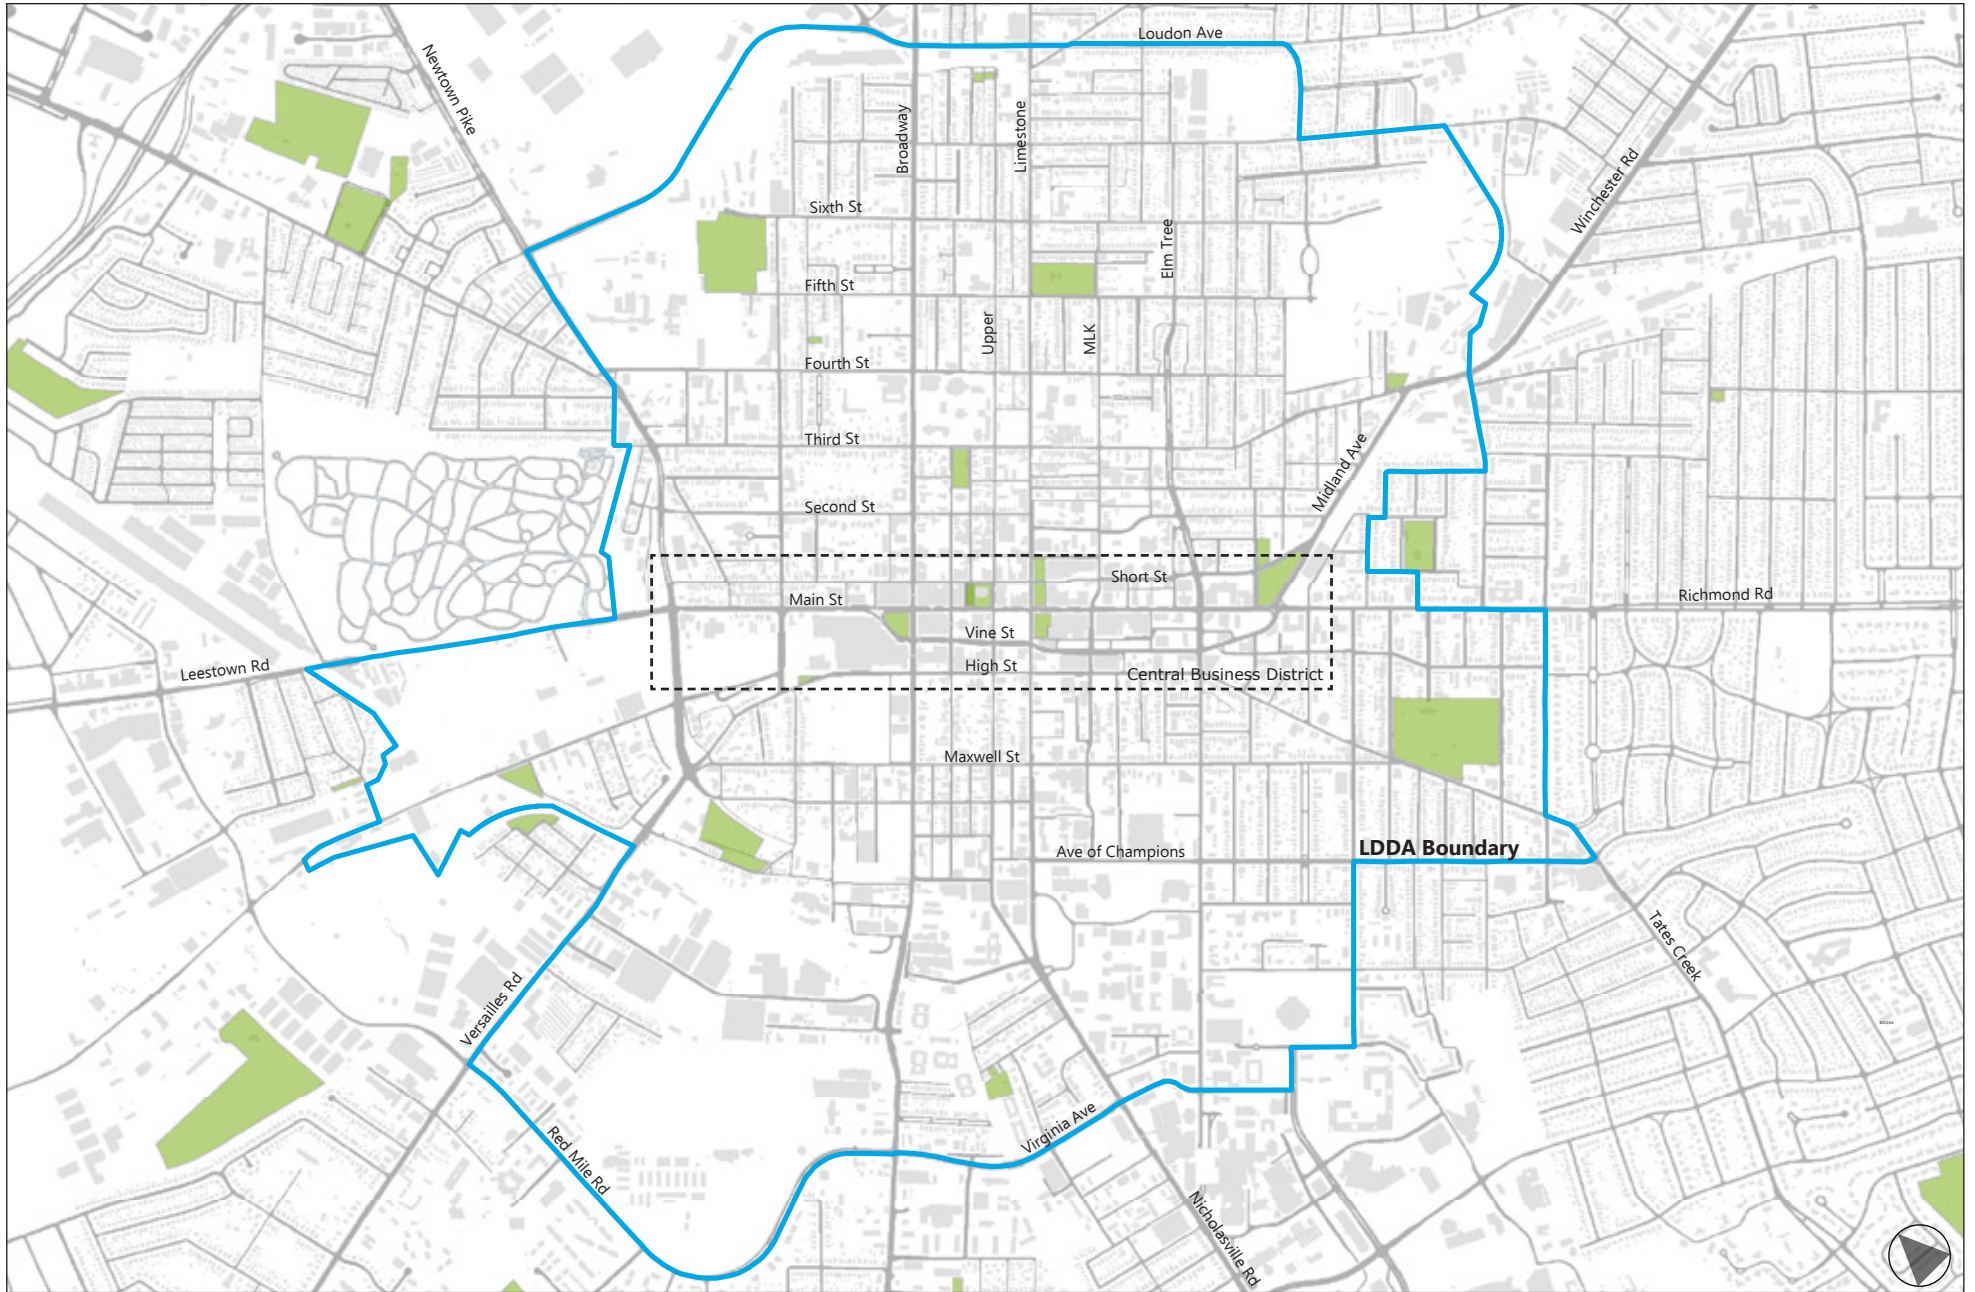 Loudon Ave
Newtown Pike
Broadway
Limestone
Winchester Rd
Sixth St
Elm Tree
Fifth St
Upper
MLK
Fourth St
Third St
Midland Ave
Second St
Short St
Main St
Richmond Rd
Vine St
High St
Central Business District
Leestown Rd
Maxwell St
Ave of Champions
LDDA Boundary
Tates Creek
Versailles Rd
Red Mile Rd
Virginia Ave
Nicholasville Rd